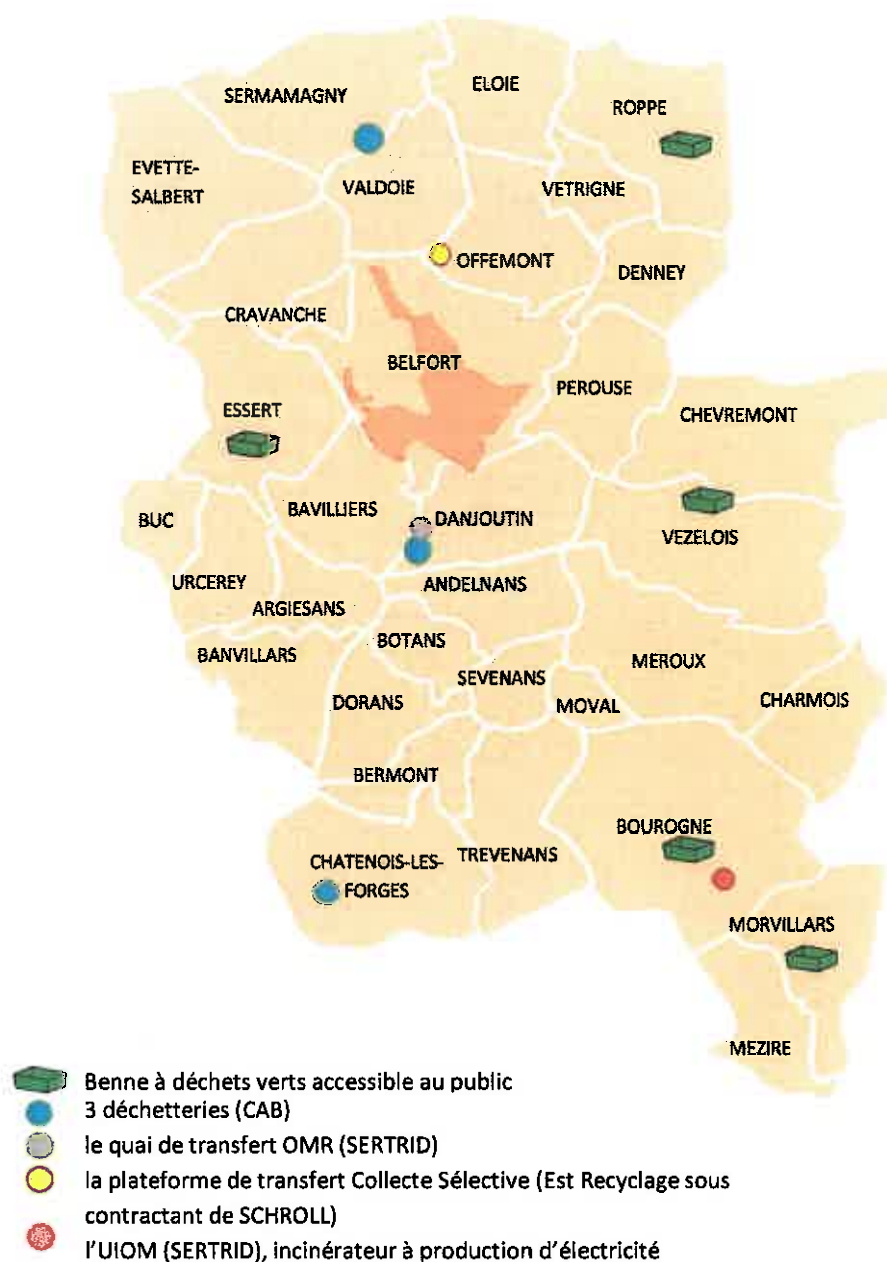 SERMAMAGNY
ELOIE
ROPPE
EVETTE-
SALBERT
VALDOIE
VETRIGNE
OFFEMONT
DENNEY
CRAVANCHE
BELFORT
PEROUSE
ESSERT
CHEVREMONT
BUC
BAVILLIERS
DANJOUTIN
VEZELOIS
URCEREY
ANDELNANS
ARGIESANS
BOTANS
BANVILLARS
MEROUX
SEVENANS
DORANS
MOVAL
CHARMOIS
BERMONT
BOUROGNE
CHATENOIS-LES-
FORGES
TREVENANS
MORVILLARS
MEZIRE
Benne à déchets verts accessible au public
3 déchetteries (CAB)
le quai de transfert OMR (SERTRID)
la plateforme de transfert Collecte Sélective (Est Recyclage sous
contractant de SCHROLL)
l'UIOM (SERTRID), incinérateur à production d'électricité